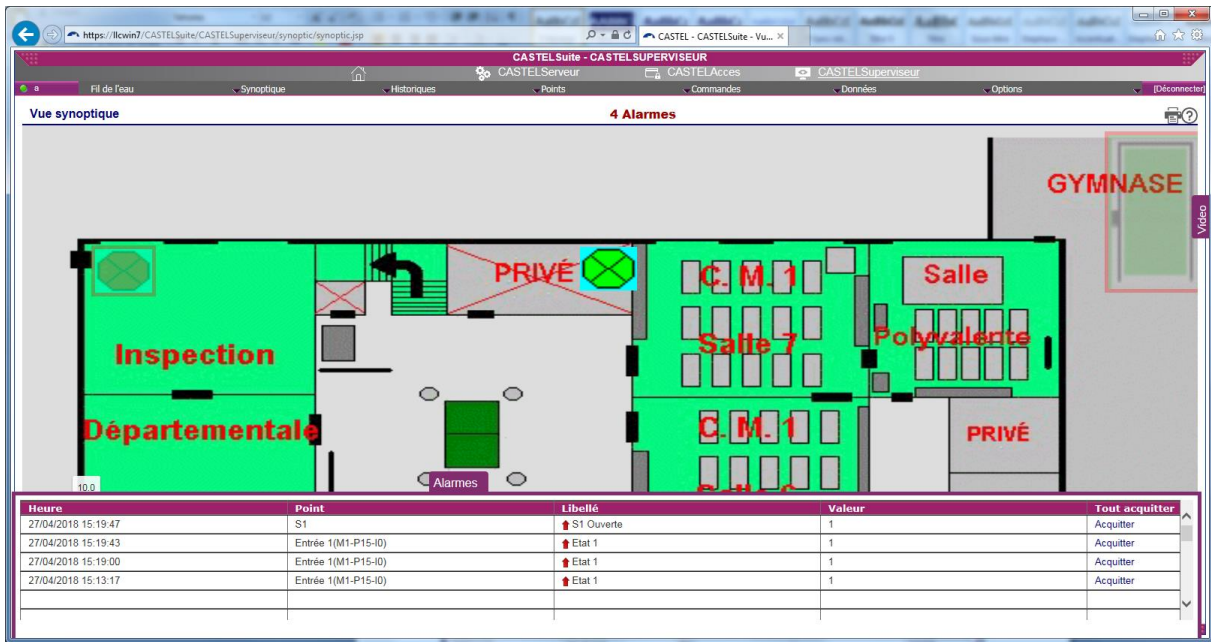 https://llcwin7/CASTELSuite/CASTELSuperviseur/synoptic/synoptic.jsp
CASTEL - CASTELSuite - Vu...
CASTELSuite - CASTELSUPERVISEUR
CASTELServeur CASTELAcces CASTELSuperviseur
8 Fil de l'eau Synoptique Historiques Points Commandes Données Options [Déconnecter]
Vue synoptique 4 Alarmes
GYMNASE
Video
PRIVÉ C. M. 1 Salle
Inspection Salle 7 Polyvalente
Départementale C. M. 1 PRIVÉ
10.0 Alarmes
Heure Point Libellé Valeur Tout acquitter
27/04/2018 15:19:47 S1 S1 Ouverte 1 Acquitter
27/04/2018 15:19:43 Entrée 1(M1-P15-I0) Etat 1 1 Acquitter
27/04/2018 15:19:00 Entrée 1(M1-P15-I0) Etat 1 1 Acquitter
27/04/2018 15:13:17 Entrée 1(M1-P15-I0) Etat 1 1 Acquitter